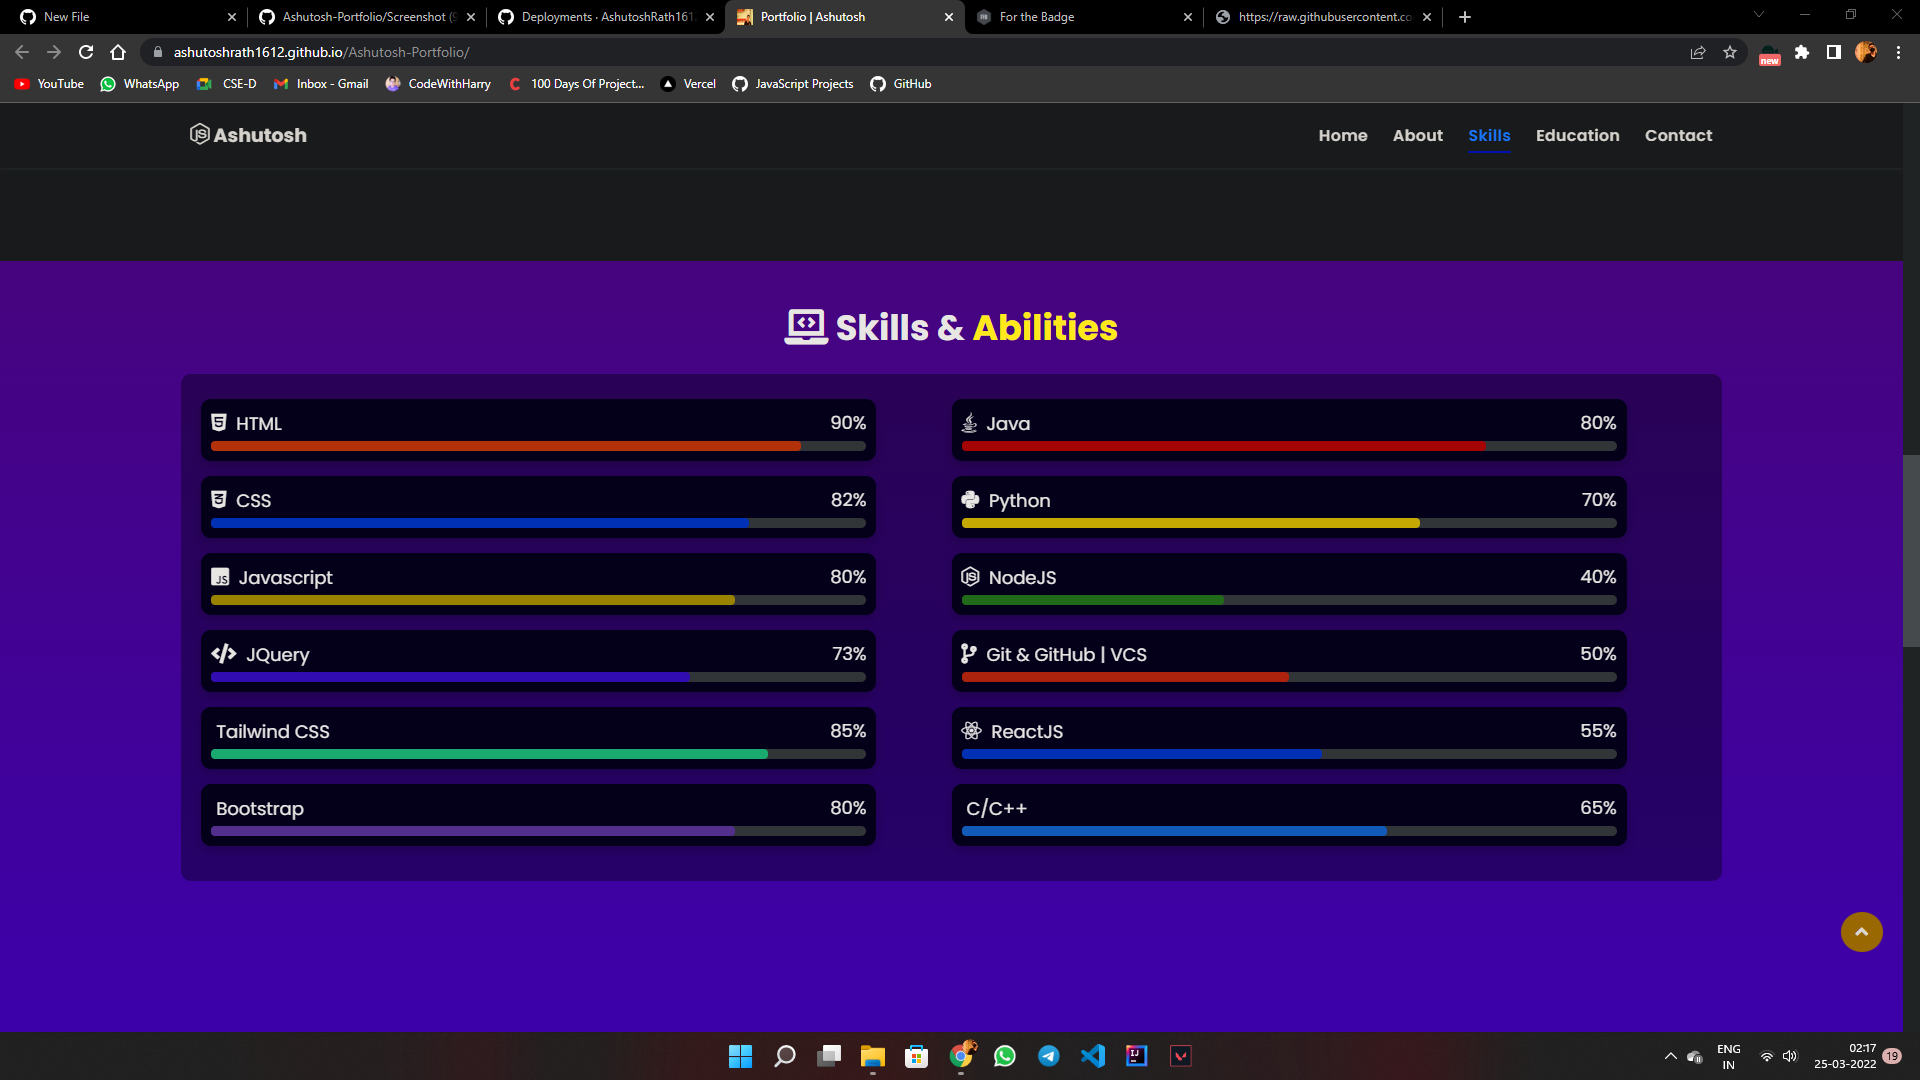 New File
Ashutosh-Portfolio/Screenshot (9
Deployments · AshutoshRath161
Portfolio | Ashutosh
For the Badge
https://raw.githubusercontent.co
ashutoshrath1612.github.io/Ashutosh-Portfolio/
new
YouTube
WhatsApp
CSE-D
Inbox - Gmail
CodeWithHarry
100 Days Of Project...
Vercel
JavaScript Projects
GitHub
Ashutosh
Home
About
Skills
Education
Contact
Skills & Abilities
HTML 90%
Java 80%
CSS 82%
Python 70%
Javascript 80%
NodeJS 40%
JQuery 73%
Git & GitHub | VCS 50%
Tailwind CSS 85%
ReactJS 55%
Bootstrap 80%
C/C++ 65%
ENG
IN
02:17
25-03-2022
19